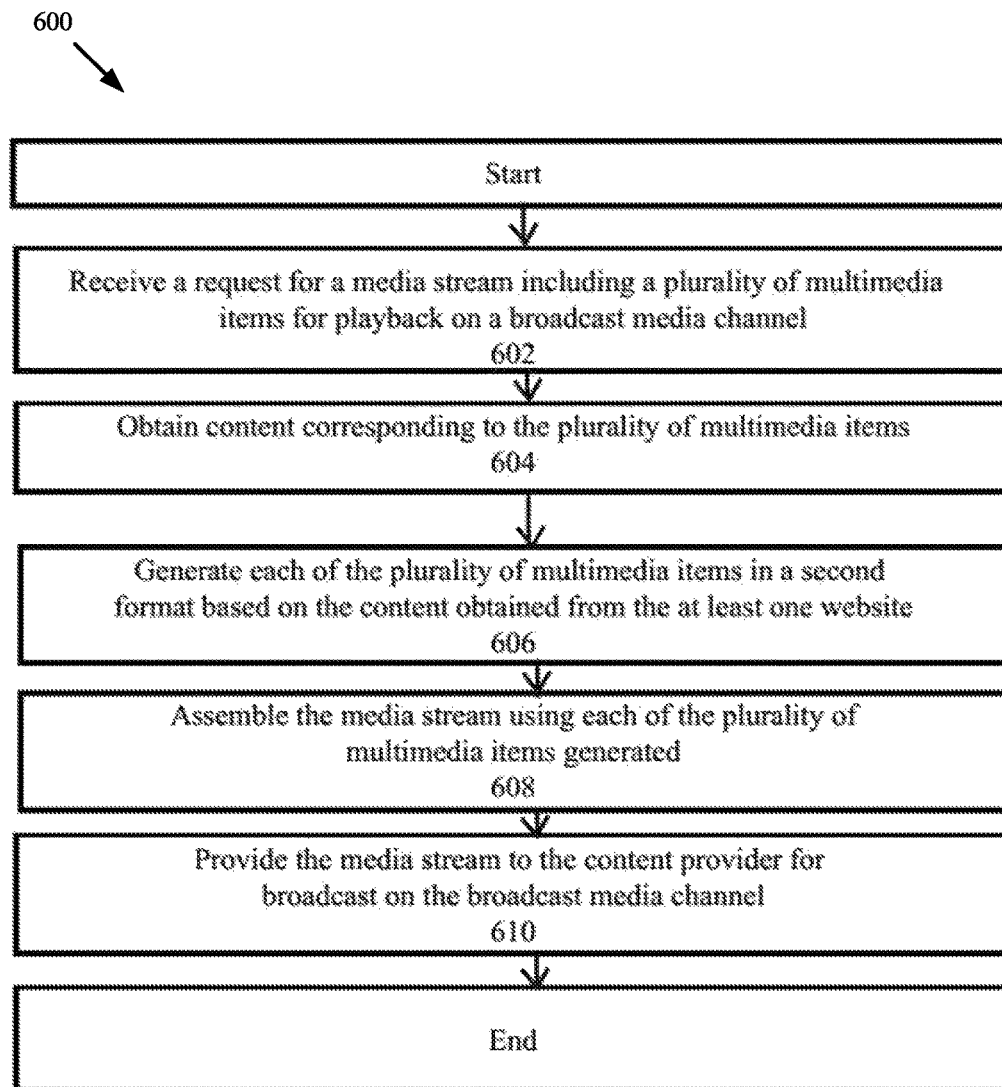 600
Start
Receive a request for a media stream including a plurality of multimedia
items for playback on a broadcast media channel
602
Obtain content corresponding to the plurality of multimedia items
604
Generate each of the plurality of multimedia items in a second
format based on the content obtained from the at least one website
606
Assemble the media stream using each of the plurality of
multimedia items generated
608
Provide the media stream to the content provider for
broadcast on the broadcast media channel
610
End